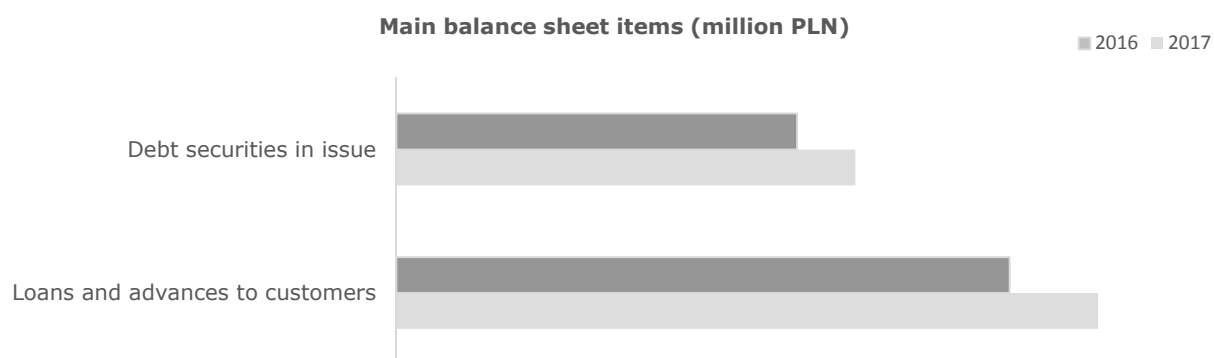 Main balance sheet items (million PLN)
2016 2017
Debt securities in issue
Loans and advances to customers